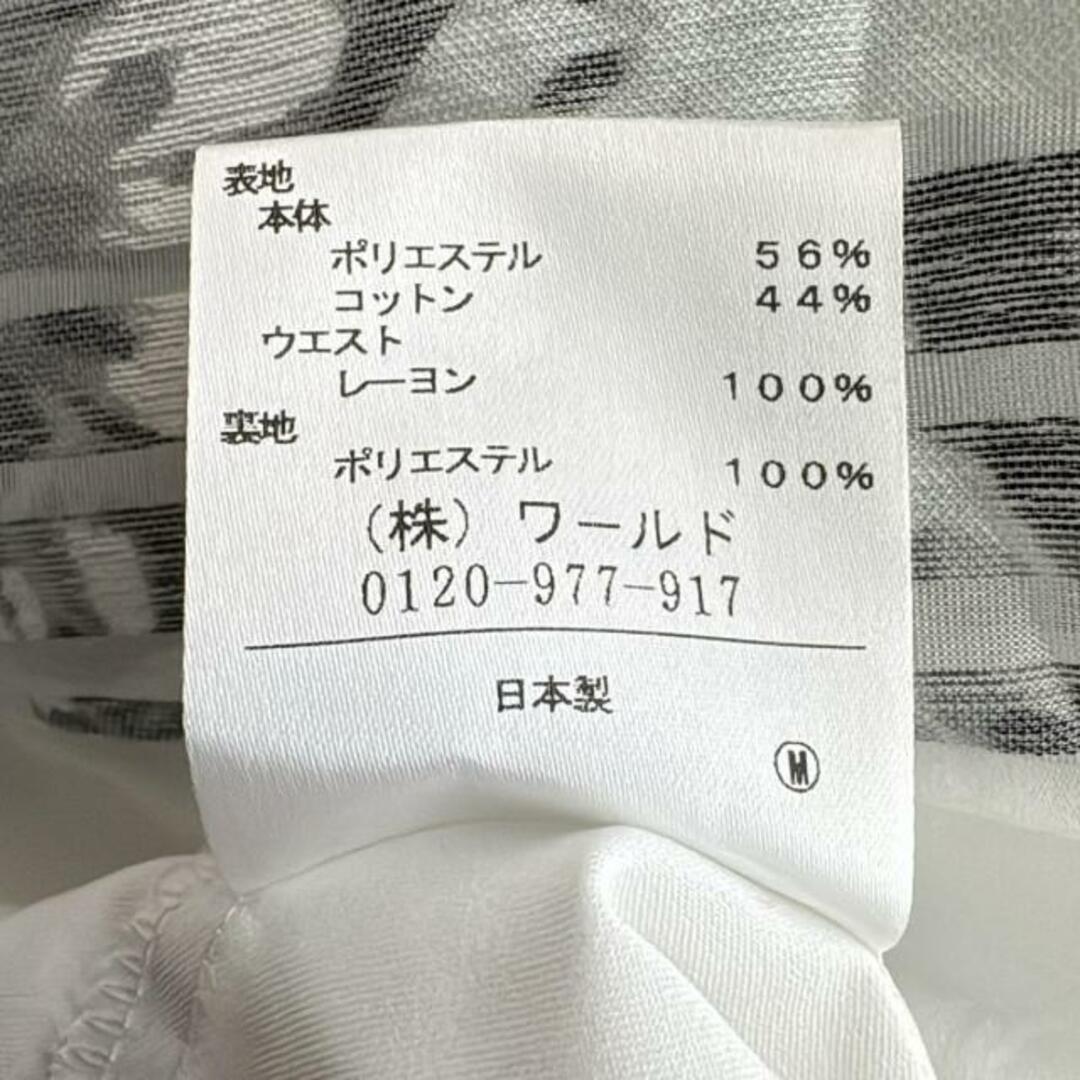 表地
本体
ポリエステル 56%
コットン 44%
ウエスト
レーヨン 100%
裏地
ポリエステル 100%
(株) ワールド
0120-977-917
日本製
M